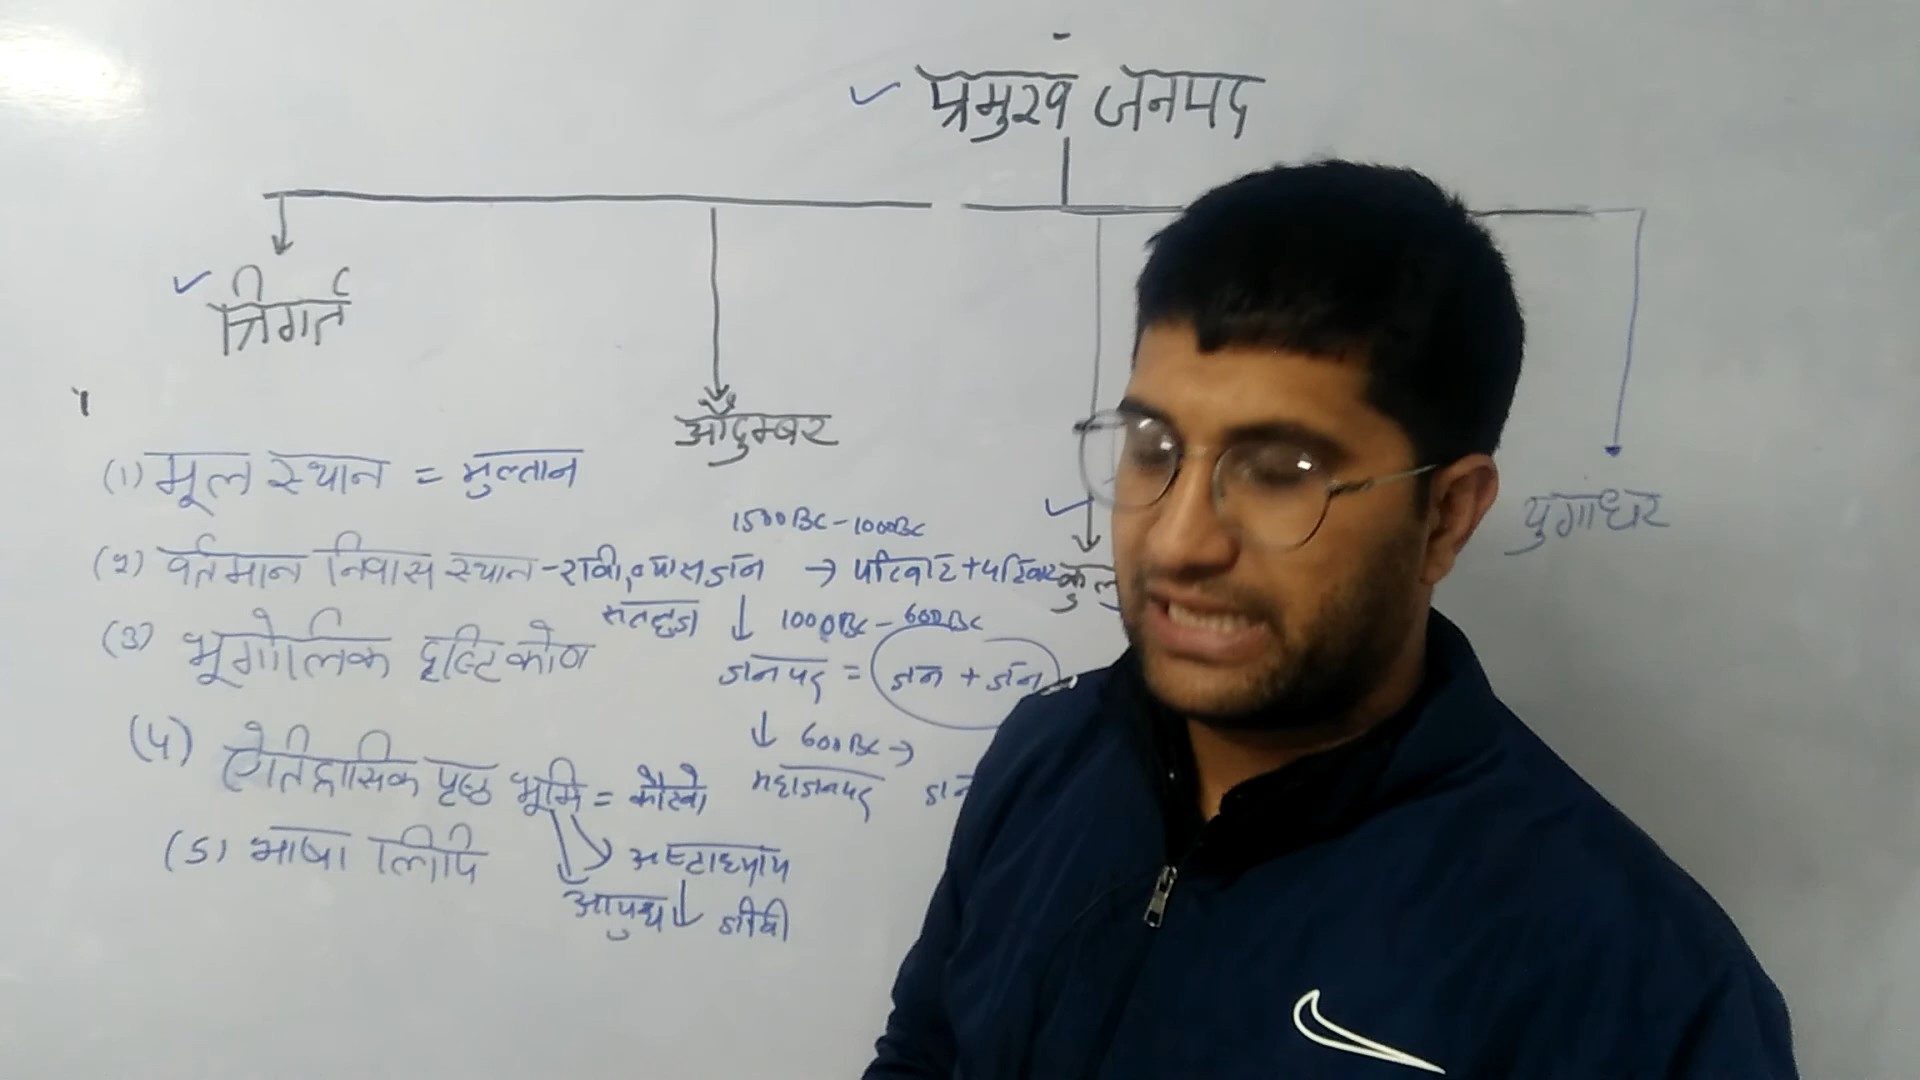 प्रमुख जनपद
त्रिगर्त
औदुम्बर
कुलु
युगाधर
(1) मूल स्थान = मुल्तान
(2) वर्तमान निवास स्थान - रावी, व्यास
सतलुज
(3) भूगोलिक दृष्टिकोण
(4) ऐतिहासिक पृष्ठ भूमि = कौरवो
अष्टाध्याय
आयुध जीवी
(5) भाषा लिपि
1500BC - 1000BC
जन → परिवार + परिवार
↓ 1000BC - 600BC
जनपद = जन + जन
↓ 600BC →
महाजनपद